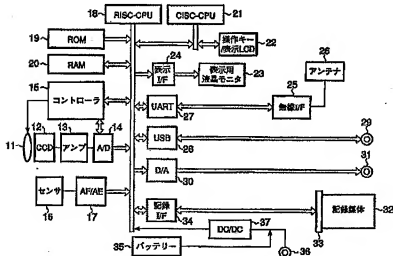 18 RISC-CPU CISC-CPU 21
19 ROM
操作キー/表示LCD 22
20 RAM
24 表示I/F
表示用液晶モニタ 23
26 アンテナ
15 コントローラ
UART 27
25 無線I/F
11 12 CCD 13 アンプ 14 A/D
USB 28
29
D/A 30
31
センサ 16
AF/AE 17
記録I/F 34
記録媒体 32
33
DC/DC 37
35 バッテリー
36